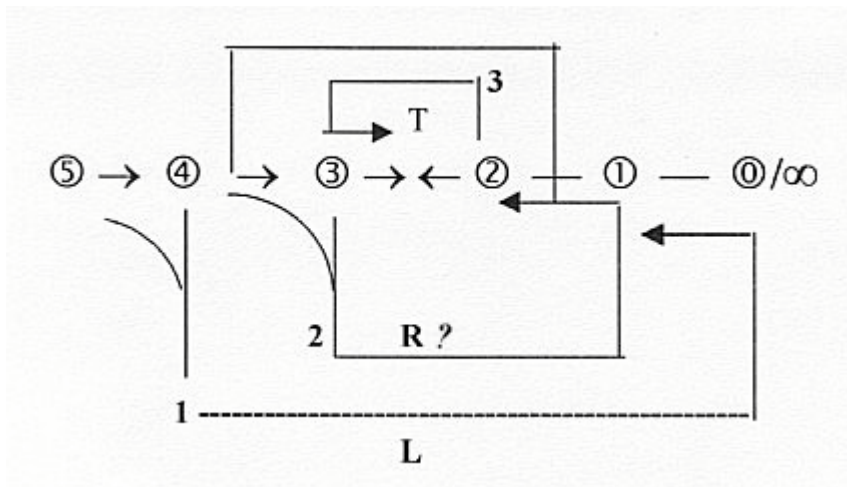 3
T
⑤ → ④ → ③ → ← ② — ① — ⓪/∞
2 R ?
1
L